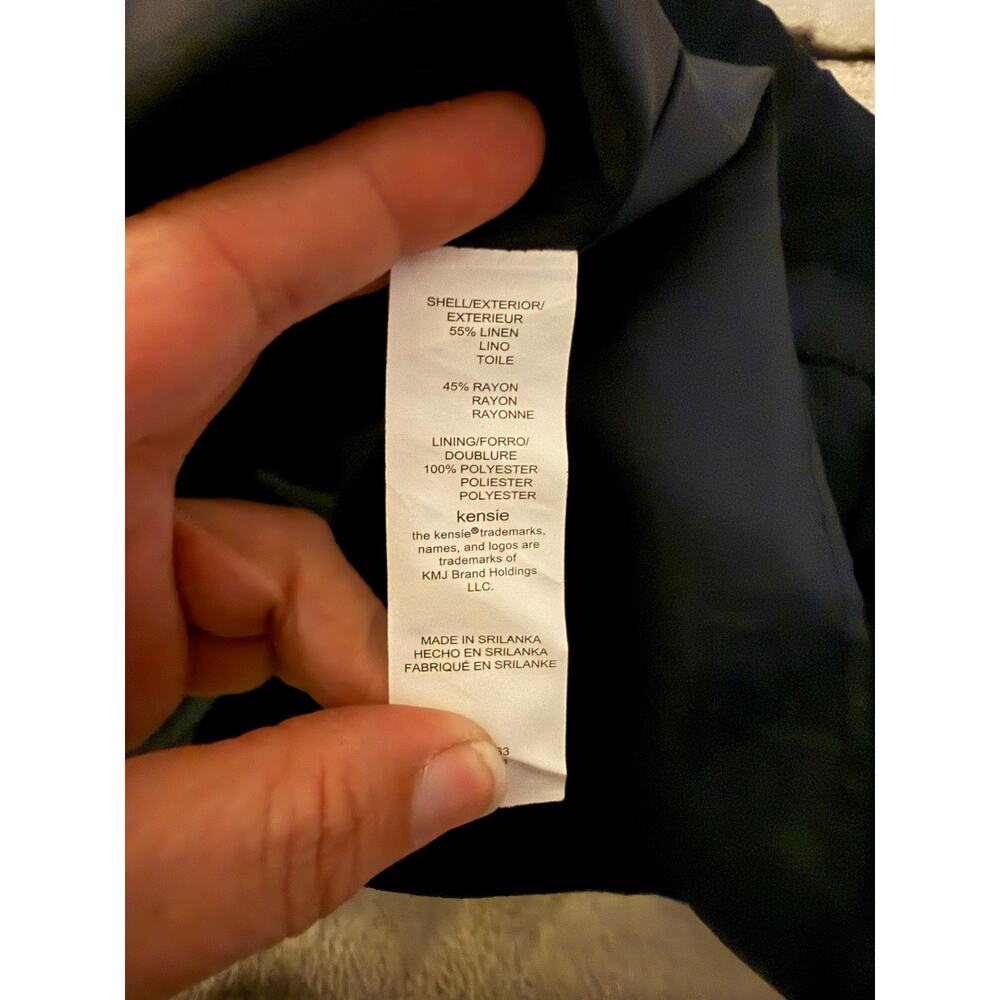 SHELL/EXTERIOR/
EXTERIEUR
55% LINEN
LINO
TOILE
45% RAYON
RAYON
RAYONNE
LINING/FORRO/
DOUBLURE
100% POLYESTER
POLIESTER
POLYESTER
kensie
the kensie® trademarks,
names, and logos are
trademarks of
KMJ Brand Holdings
LLC.
MADE IN SRILANKA
HECHO EN SRILANKA
FABRIQUÉ EN SRILANKE